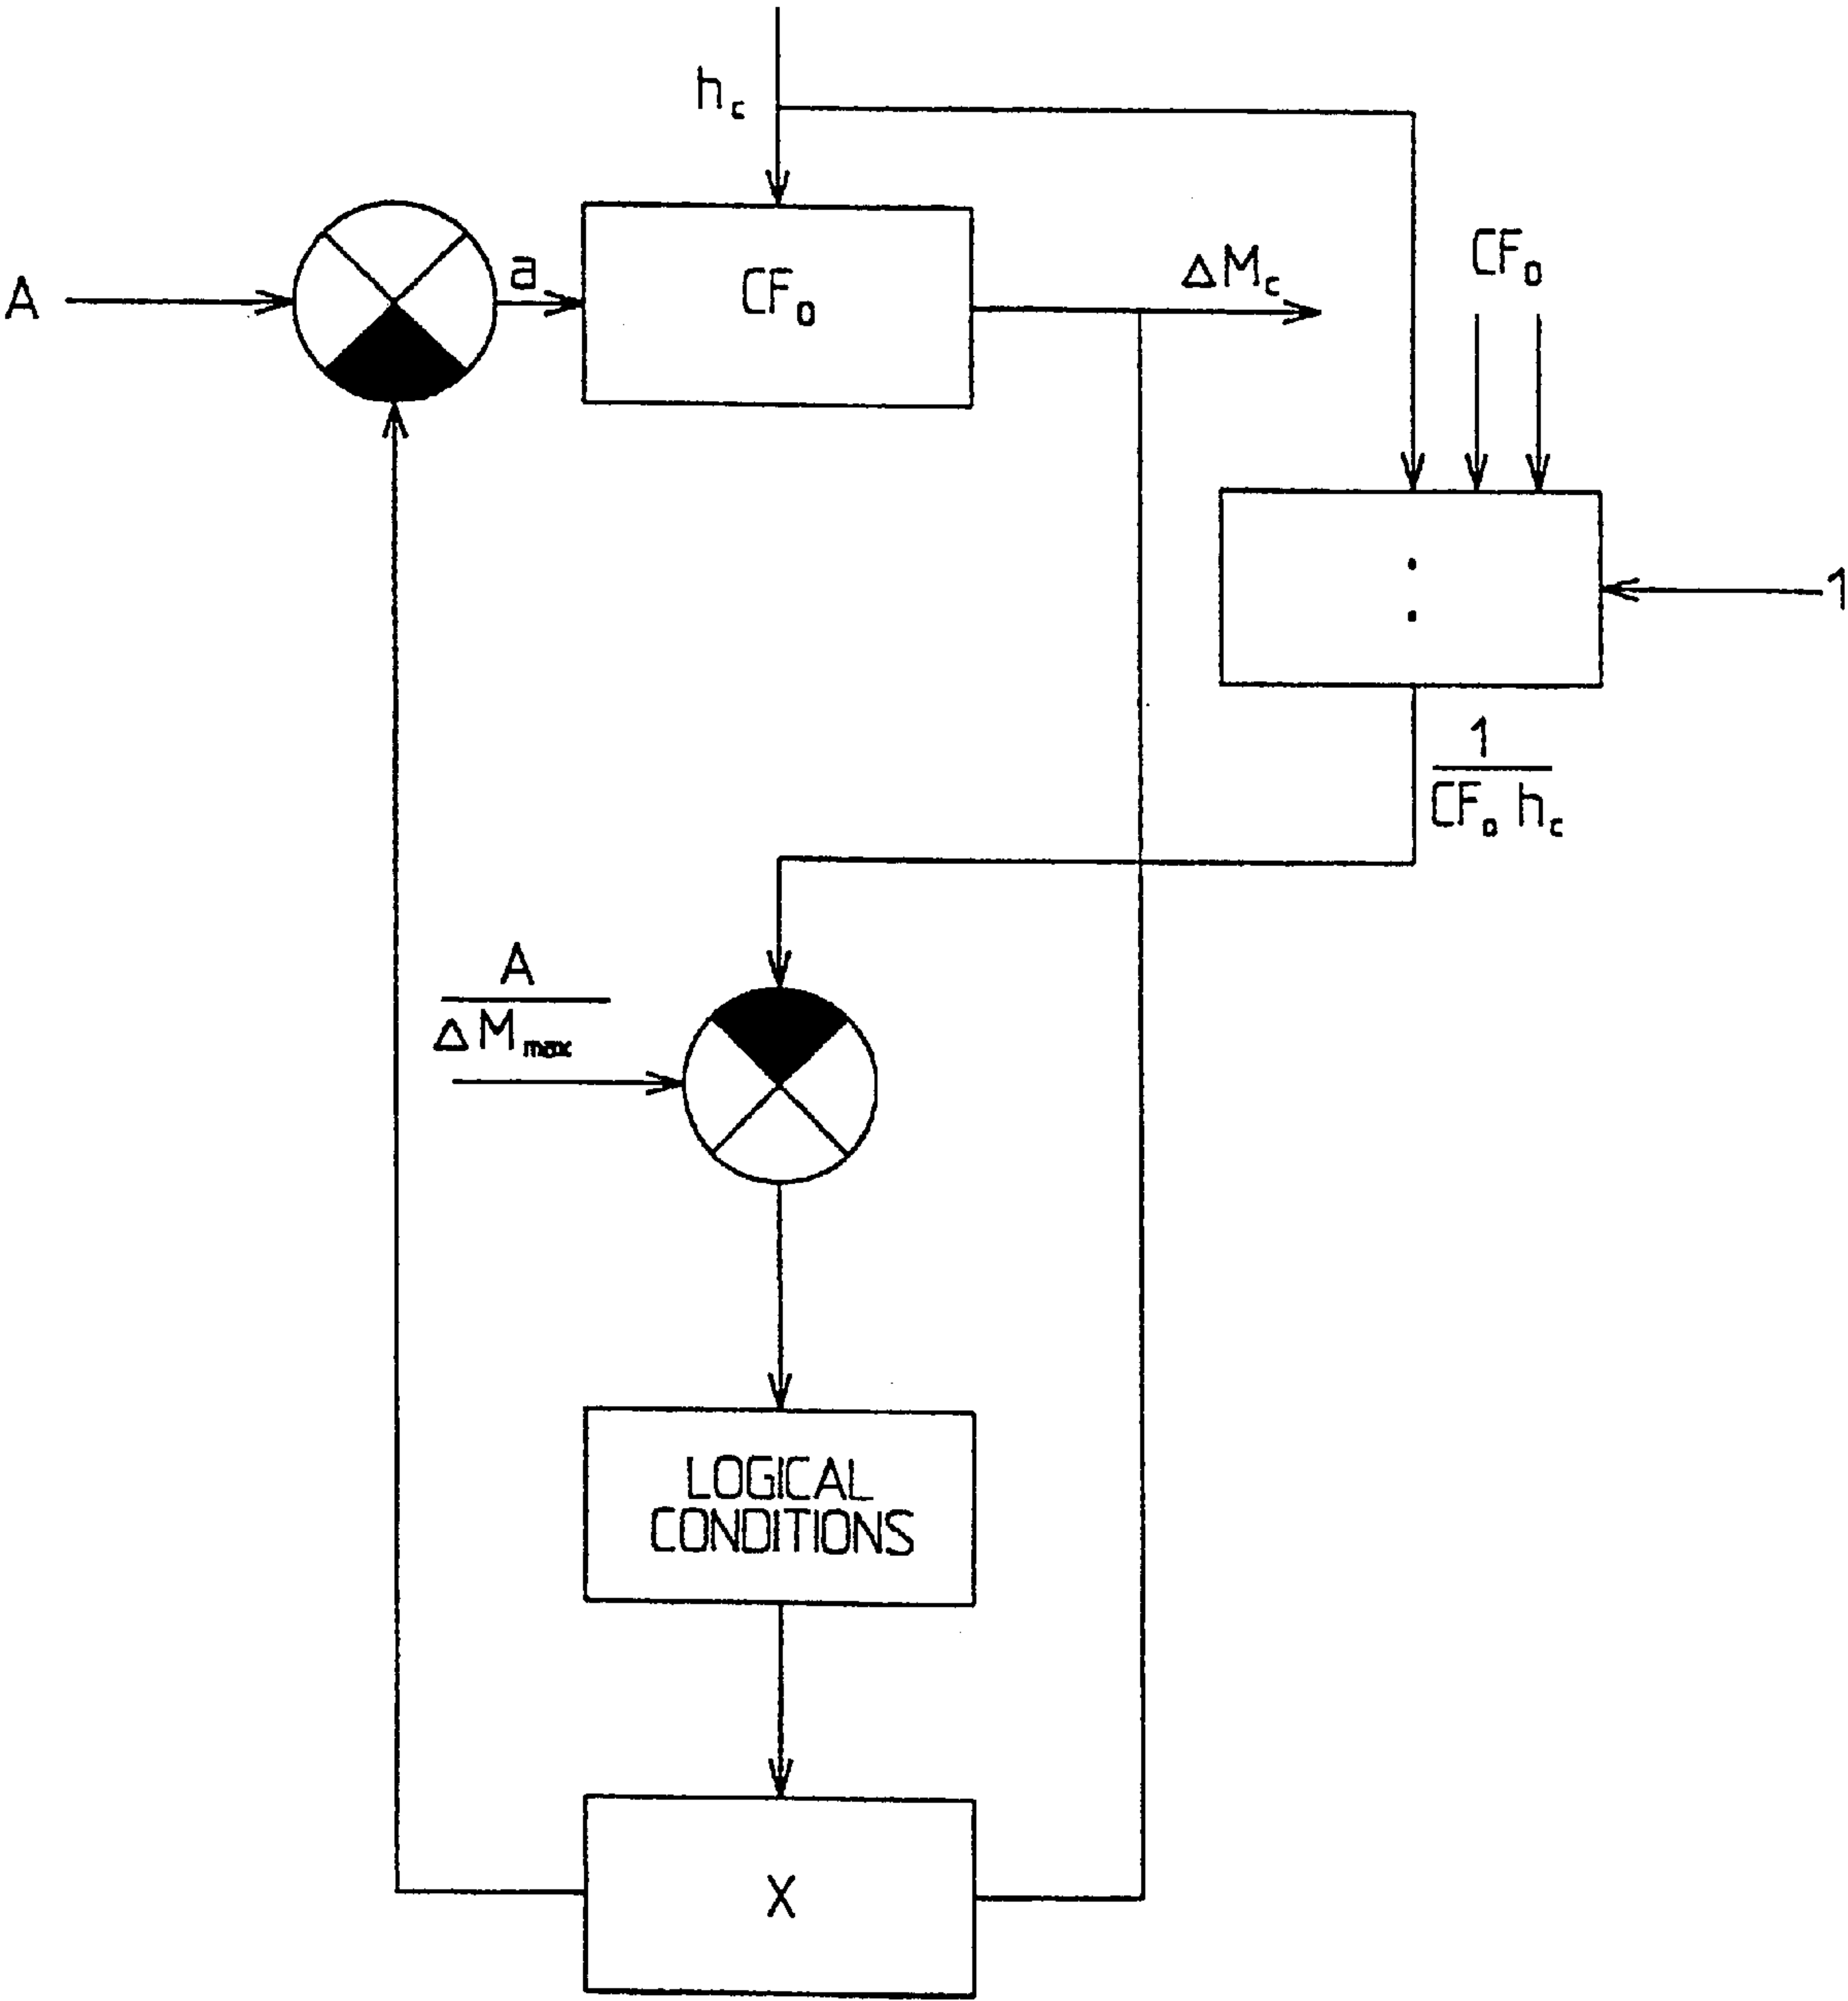 h_c
A
a
CF_0
ΔM_c
CF_0
:
1
1
CF_0 h_c
A
ΔM_max
LOGICAL
CONDITIONS
X